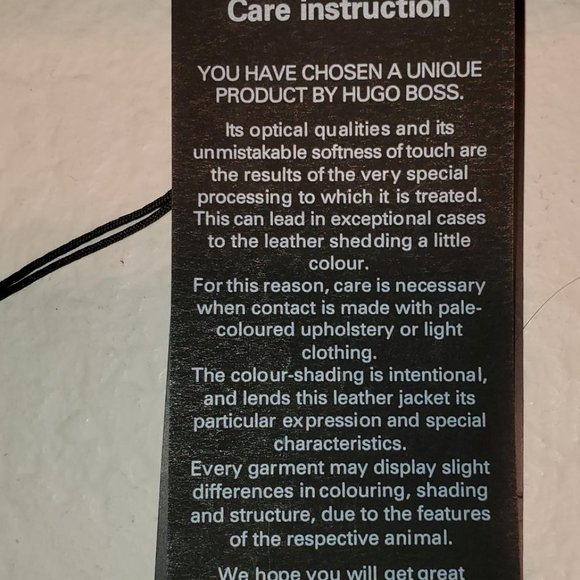 Care instruction
YOU HAVE CHOSEN A UNIQUE
PRODUCT BY HUGO BOSS.
Its optical qualities and its
unmistakable softness of touch are
the results of the very special
processing to which it is treated.
This can lead in exceptional cases
to the leather shedding a little
colour.
For this reason, care is necessary
when contact is made with pale-
coloured upholstery or light
clothing.
The colour-shading is intentional,
and lends this leather jacket its
particular expression and special
characteristics.
Every garment may display slight
differences in colouring, shading
and structure, due to the features
of the respective animal.
We hope you will get great